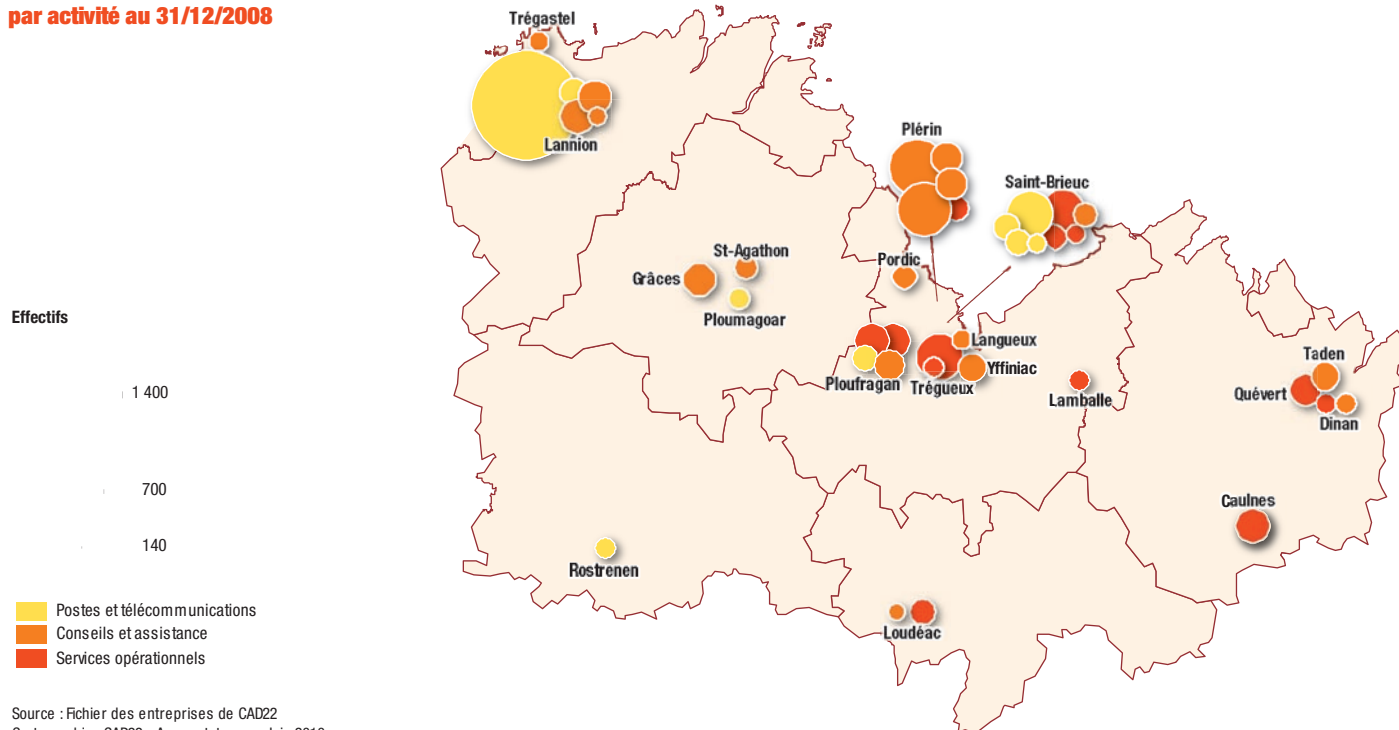 par activité au 31/12/2008
Trégastel
Lannion
Plérin
Saint-Brieuc
St-Agathon
Grâces
Ploumagoar
Pordic
Langueux
Yffiniac
Ploufragan
Trégueux
Lamballe
Taden
Quévert
Dinan
Caulnes
Rostrenen
Loudéac
Effectifs
1 400
700
140
Postes et télécommunications
Conseils et assistance
Services opérationnels
Source : Fichier des entreprises de CAD22